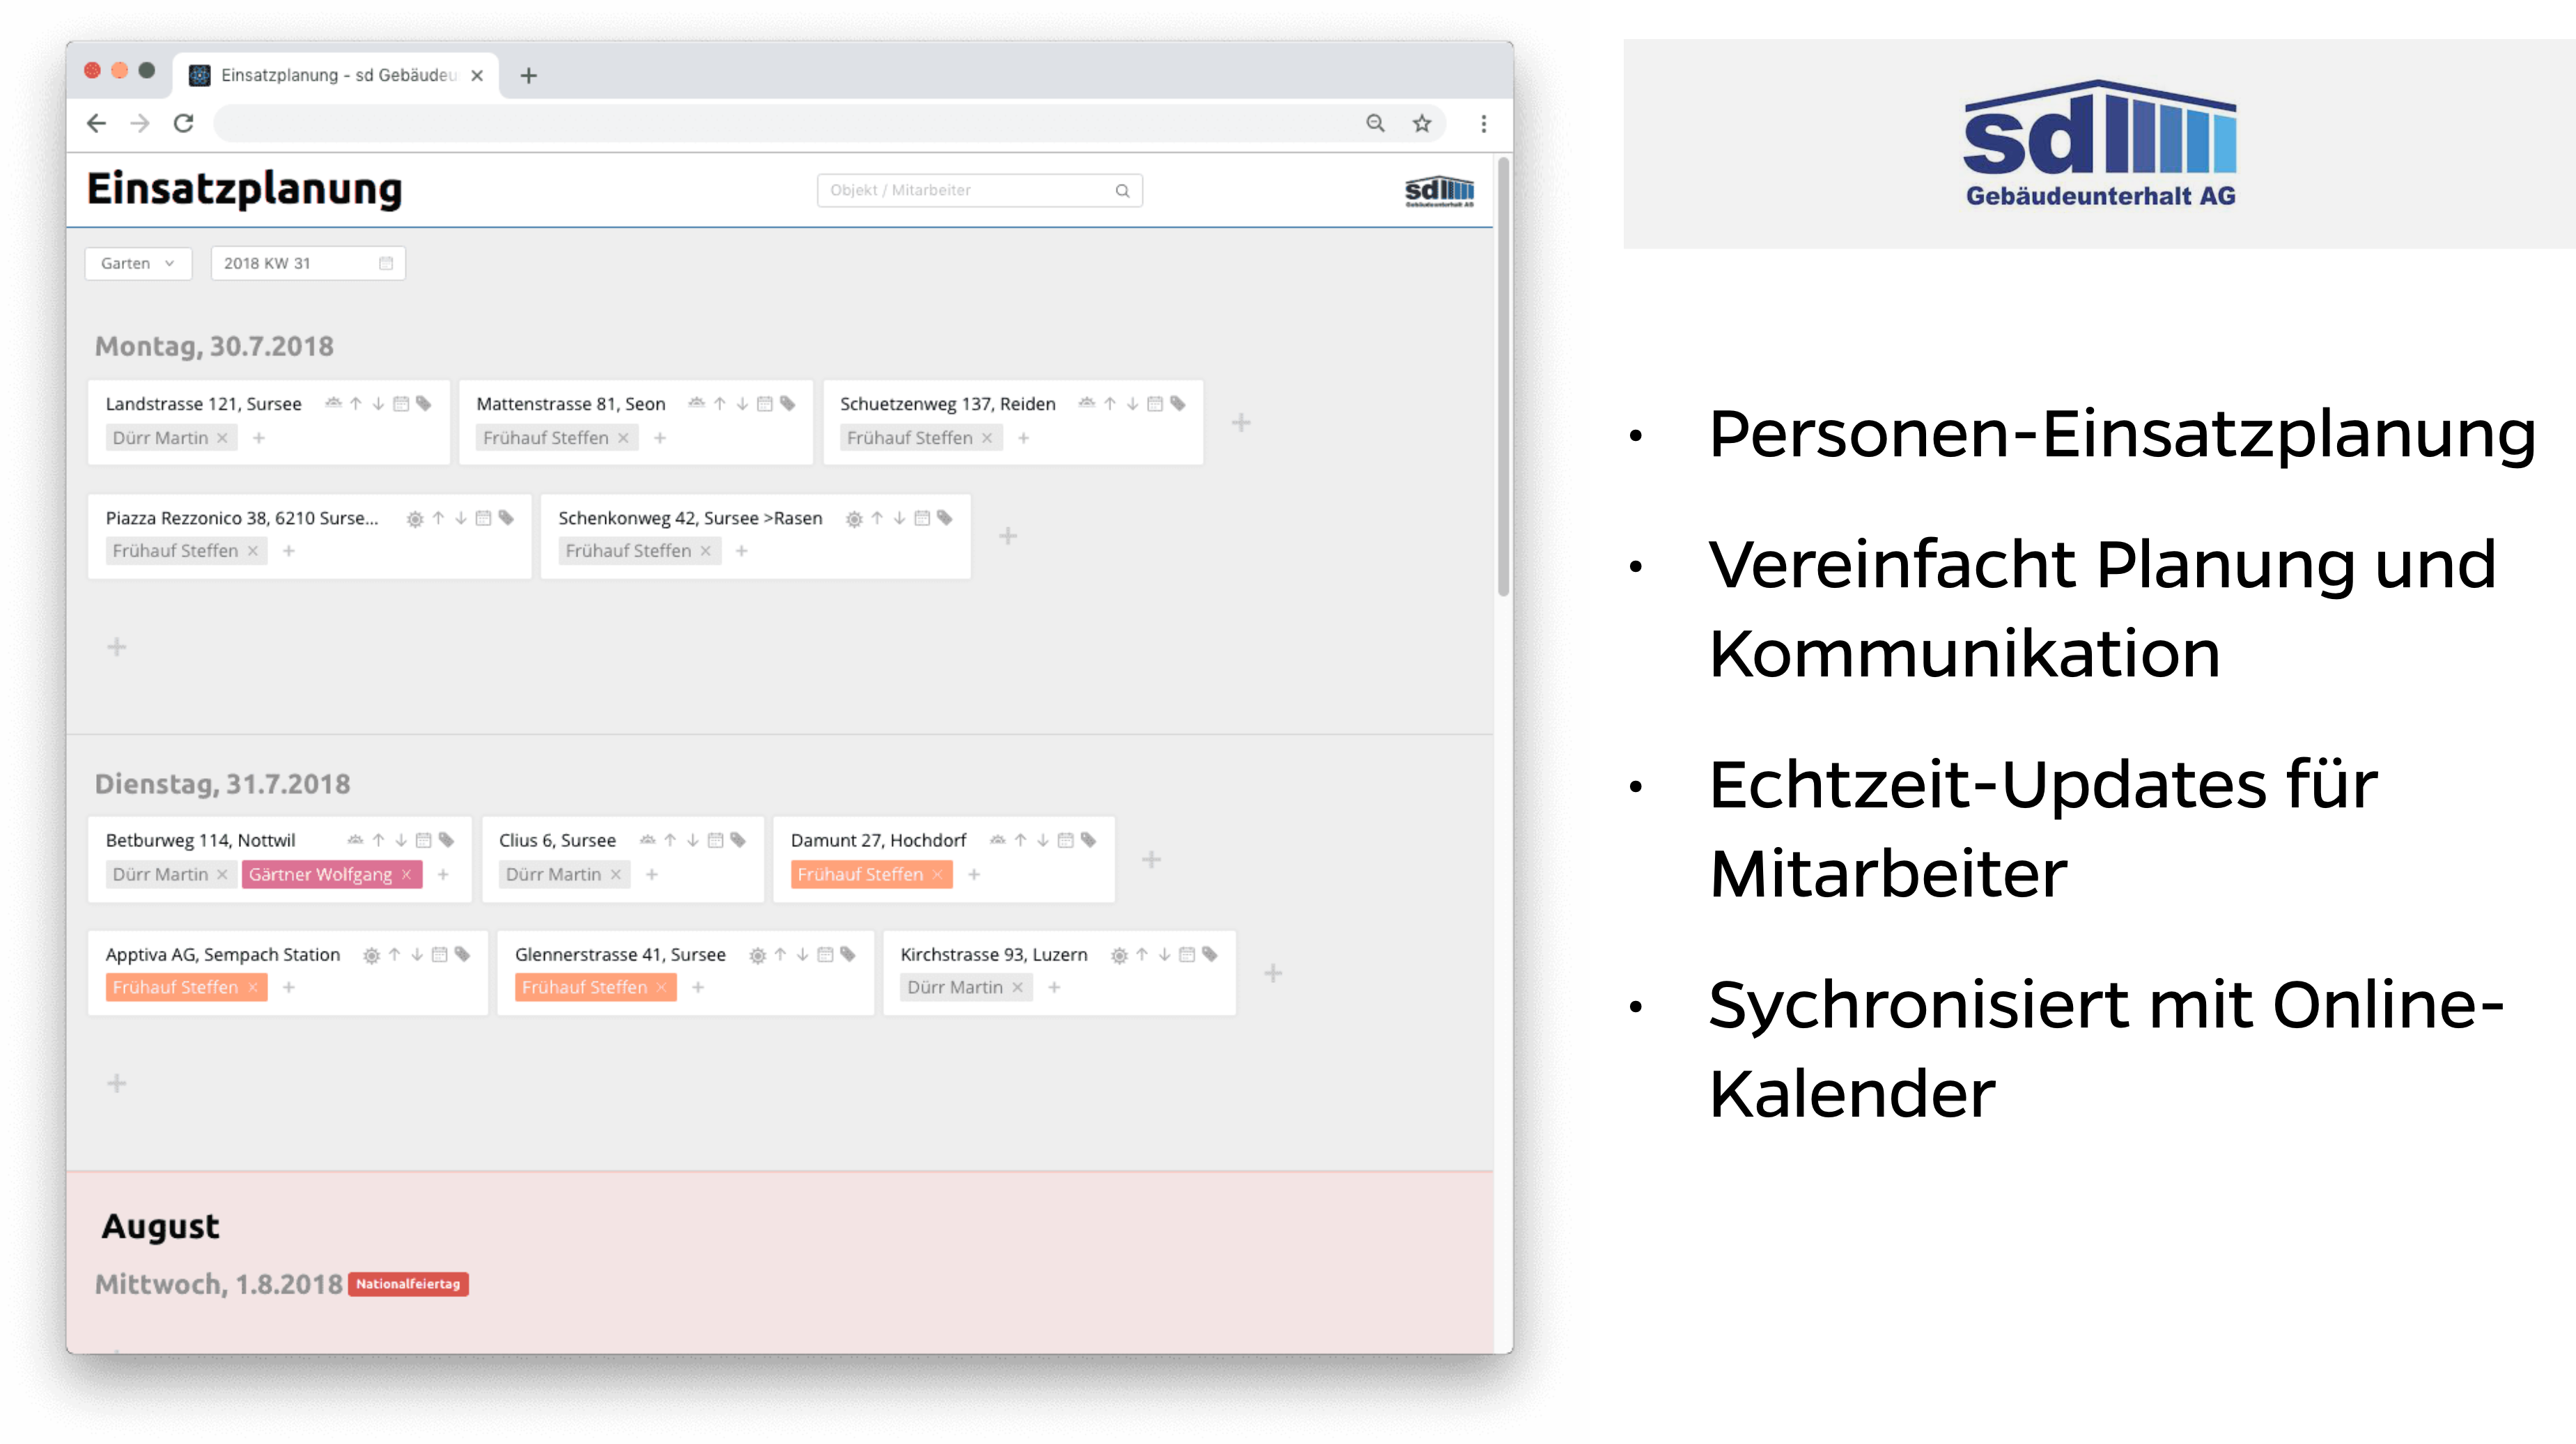 Einsatzplanung - sd Gebäudeu
Einsatzplanung
Objekt / Mitarbeiter
sd
Gebäudeunterhalt AG
Garten
2018 KW 31
Montag, 30.7.2018
Landstrasse 121, Sursee
Dürr Martin
Mattenstrasse 81, Seon
Frühauf Steffen
Schuetzenweg 137, Reiden
Frühauf Steffen
Piazza Rezzonico 38, 6210 Surse...
Frühauf Steffen
Schenkonweg 42, Sursee >Rasen
Frühauf Steffen
Dienstag, 31.7.2018
Betburweg 114, Nottwil
Dürr Martin Gärtner Wolfgang
Clius 6, Sursee
Dürr Martin
Damunt 27, Hochdorf
Frühauf Steffen
Apptiva AG, Sempach Station
Frühauf Steffen
Glennerstrasse 41, Sursee
Frühauf Steffen
Kirchstrasse 93, Luzern
Dürr Martin
August
Mittwoch, 1.8.2018 Nationalfeiertag
sd
Gebäudeunterhalt AG
• Personen-Einsatzplanung
• Vereinfacht Planung und
Kommunikation
• Echtzeit-Updates für
Mitarbeiter
• Sychronisiert mit Online-
Kalender